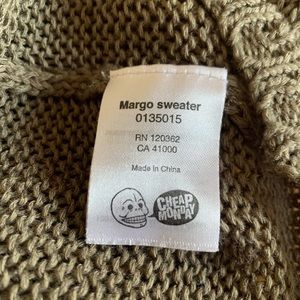 Margo sweater
0135015
RN 120362
CA 41000
Made in China
CHEAP
MONDAY